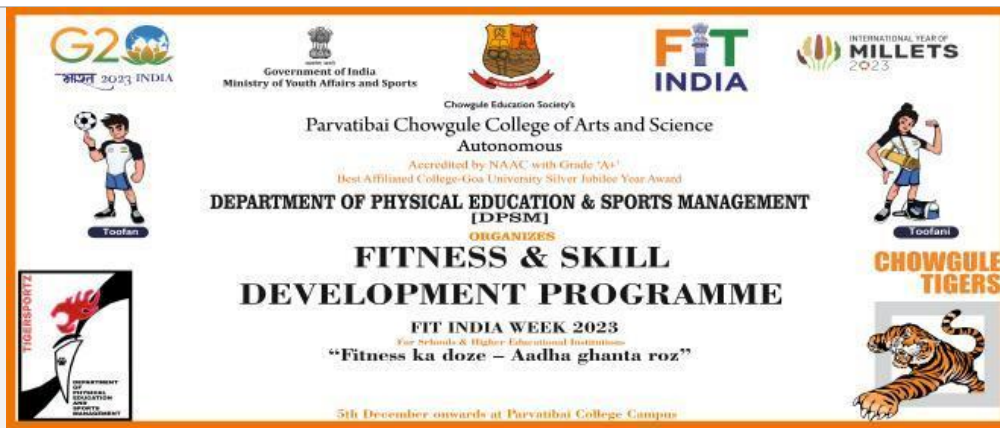 G20
भारत 2023 INDIA
Government of India
Ministry of Youth Affairs and Sports
FIT
INDIA
INTERNATIONAL YEAR OF
MILLETS
2023
Chowgule Education Society's
Parvatibai Chowgule College of Arts and Science
Autonomous
Accredited by NAAC with Grade 'A+'
Best Affiliated College-Goa University Silver Jubilee Year Award
Toofan
Toofani
DEPARTMENT OF PHYSICAL EDUCATION & SPORTS MANAGEMENT
[DPSM]
ORGANIZES
FITNESS & SKILL
DEVELOPMENT PROGRAMME
FIT INDIA WEEK 2023
For Schools & Higher Educational Institutions
“Fitness ka doze – Aadha ghanta roz”
TIGERSPORTZ
DEPARTMENT
OF
PHYSICAL
EDUCATION
AND
SPORTS
MANAGEMENT
CHOWGULE
TIGERS
5th December onwards at Parvatibai College Campus